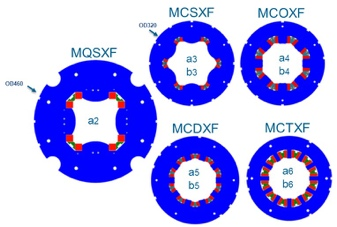 MQSXF
OD460
a2
MCSXF
OD320
a3
b3
MCOXF
a4
b4
MCDXF
a5
b5
MCTXF
a6
b6